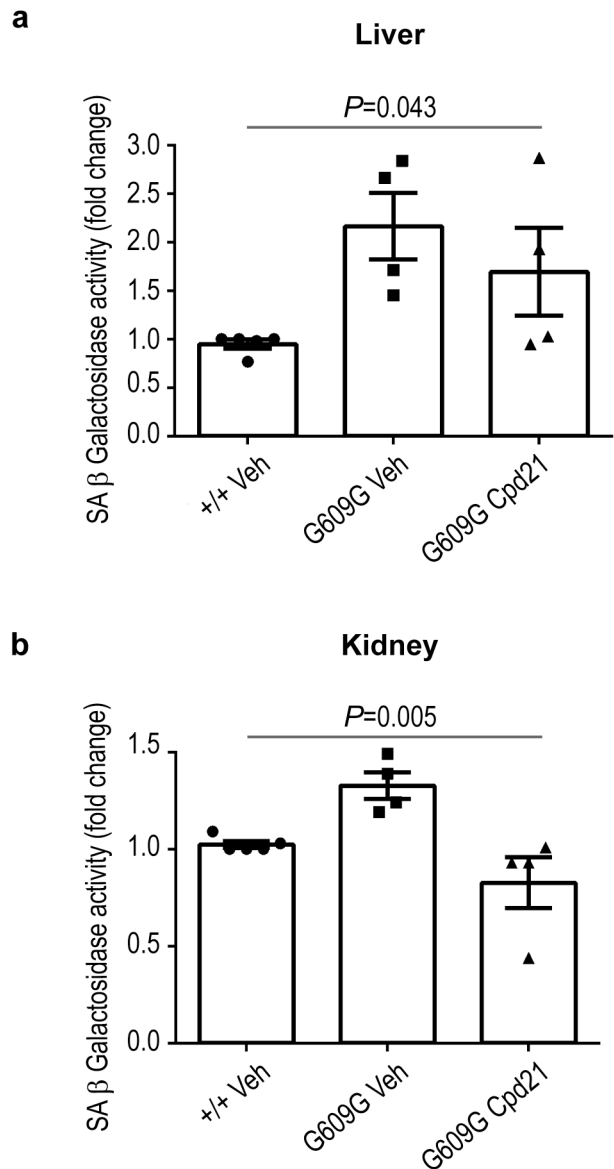 a
Liver
SA β Galactosidase activity (fold change)
P=0.043
3.0
2.5
2.0
1.5
1.0
0.5
0.0
+/+ Veh
G609G Veh
G609G Cpd21
b
Kidney
SA β Galactosidase activity (fold change)
P=0.005
1.5
1.0
0.5
0.0
+/+ Veh
G609G Veh
G609G Cpd21